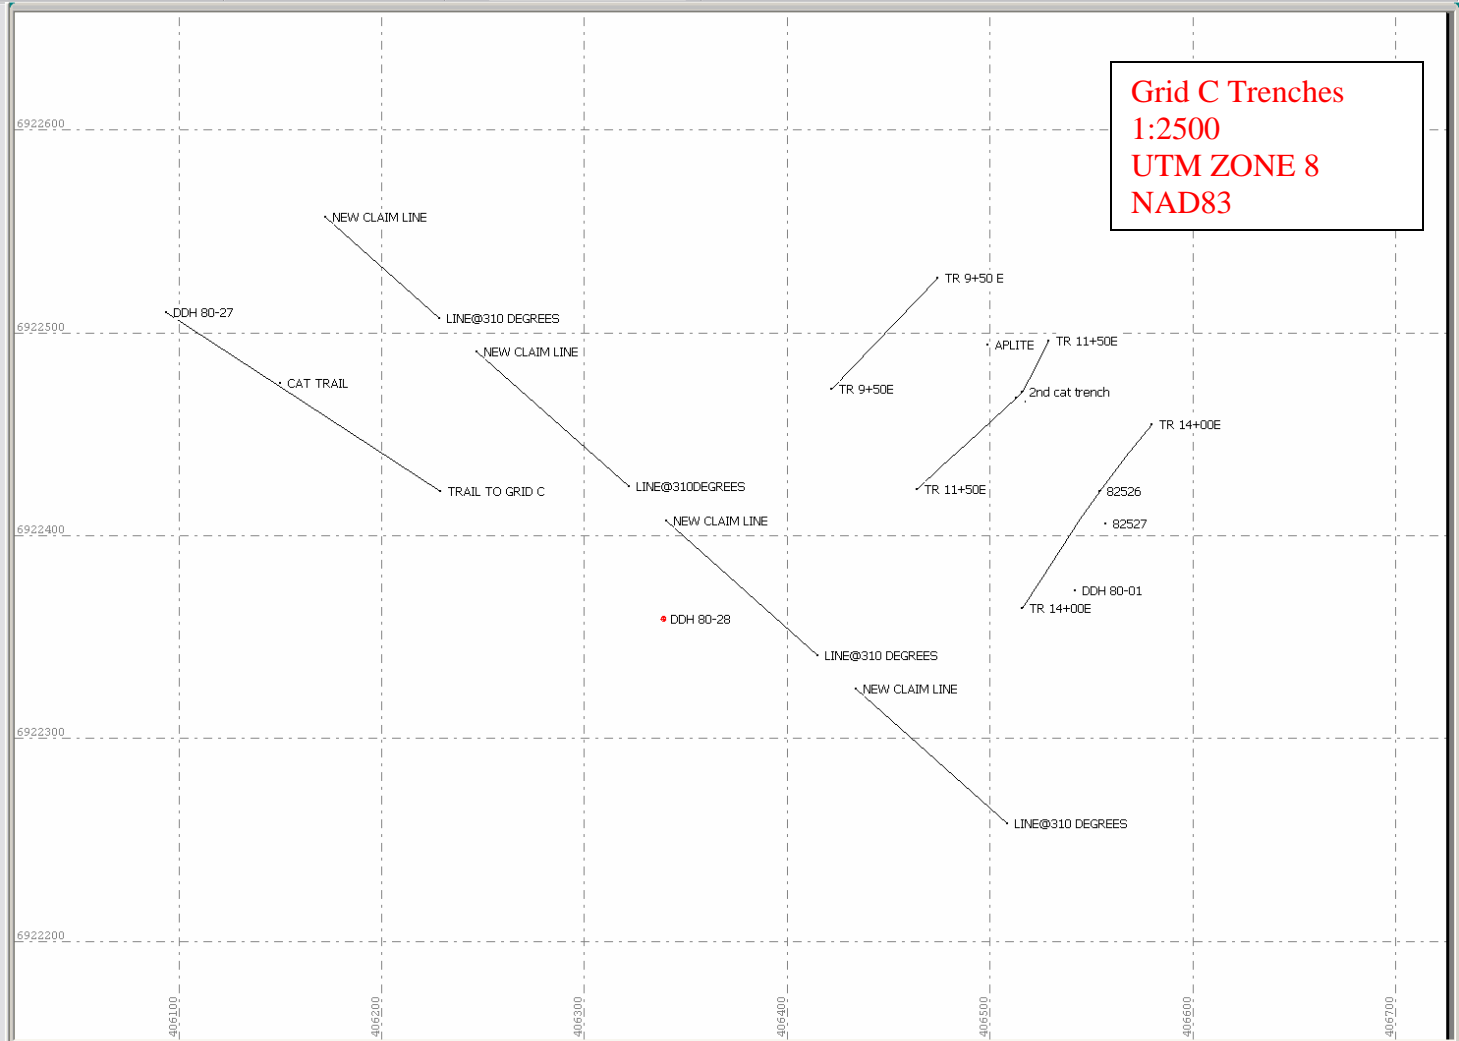 Grid C Trenches
1:2500
UTM ZONE 8
NAD83
6922600
NEW CLAIM LINE
TR 9+50 E
DDH 80-27
LINE@310 DEGREES
6922500
APLITE
TR 11+50E
NEW CLAIM LINE
CAT TRAIL
TR 9+50E
2nd cat trench
TR 14+00E
LINE@310DEGREES
TR 11+50E
TRAIL TO GRID C
82526
NEW CLAIM LINE
82527
6922400
DDH 80-01
TR 14+00E
DDH 80-28
LINE@310 DEGREES
NEW CLAIM LINE
6922300
LINE@310 DEGREES
6922200
406100
406200
406300
406400
406500
406600
406700